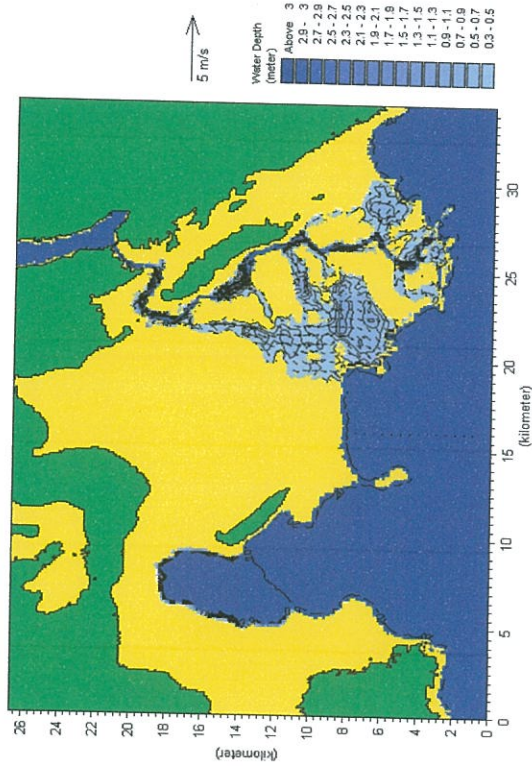 5 m/s
Water Depth
(meter)
Above 3
2.9 - 3
2.7 - 2.9
2.5 - 2.7
2.3 - 2.5
2.1 - 2.3
1.9 - 2.1
1.7 - 1.9
1.5 - 1.7
1.3 - 1.5
1.1 - 1.3
0.9 - 1.1
0.7 - 0.9
0.5 - 0.7
0.3 - 0.5
26
24
22
20
18
16
14
12
10
8
6
4
2
0
(kilometer)
0
5
10
15
20
25
30
(kilometer)